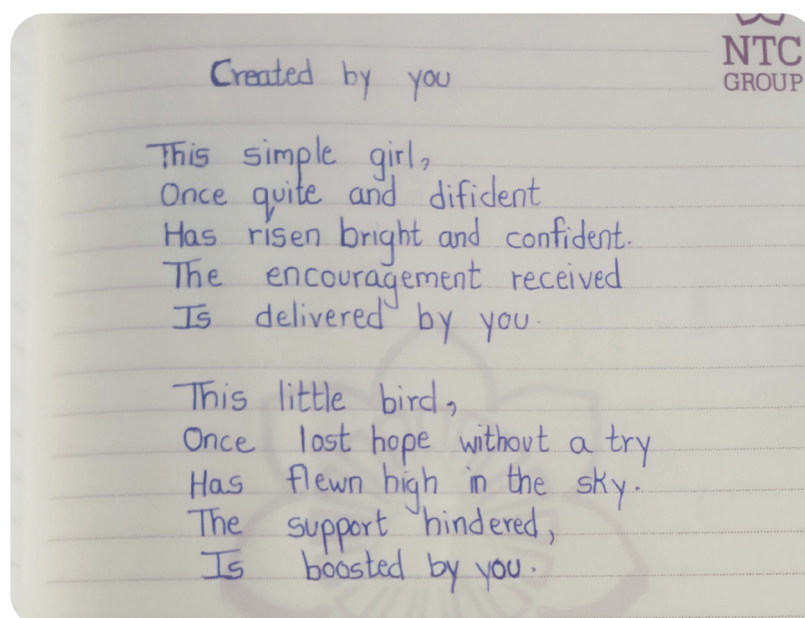 NTC
GROUP
Created by you
This simple girl,
Once quite and difident
Has risen bright and confident.
The encouragement received
Is delivered by you.
This little bird,
Once lost hope without a try
Has flewn high in the sky.
The support hindered,
Is boosted by you.